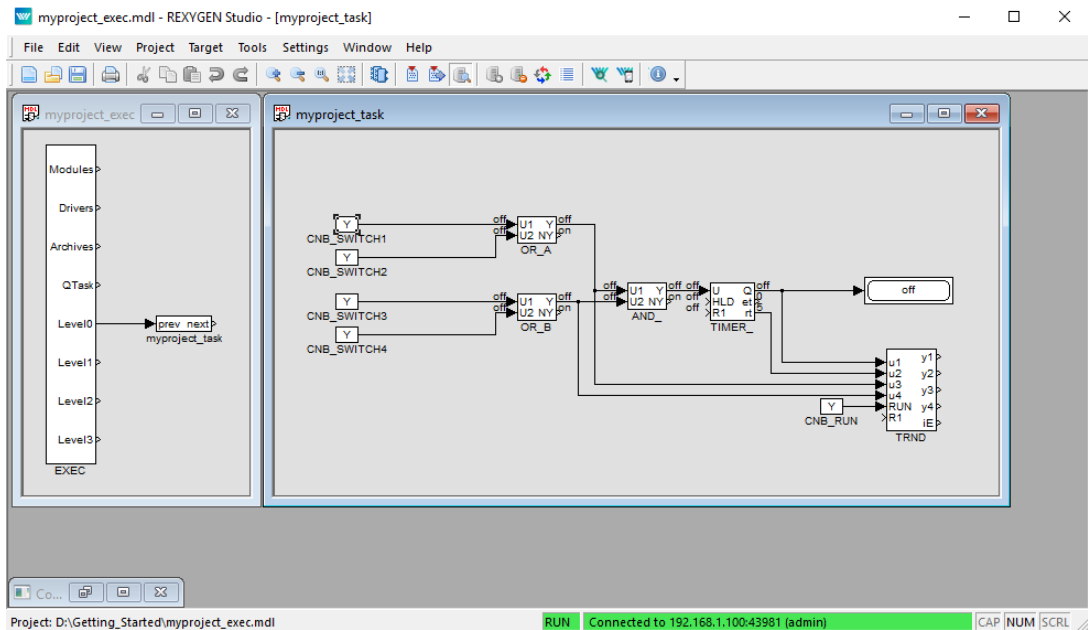 myproject_exec.mdl - REXYGEN Studio - [myproject_task]
File Edit View Project Target Tools Settings Window Help
myproject_exec
Modules
Drivers
Archives
QTask
Level0
prev next
myproject_task
Level1
Level2
Level3
EXEC
myproject_task
Y
CNB_SWITCH1
Y
CNB_SWITCH2
off U1 Y off
off U2 NY on
OR_A
Y
CNB_SWITCH3
Y
CNB_SWITCH4
off U1 Y off
off U2 NY on
OR_B
off U1 Y off
off U2 NY on
AND_
off U Q off
HLD et 0
off R1 rt 5
TIMER_
off
Y
CNB_RUN
u1 y1
u2 y2
u3 y3
u4
RUN y4
R1 iE
TRND
Co...
Project: D:\Getting_Started\myproject_exec.mdl RUN Connected to 192.168.1.100:43981 (admin) CAP NUM SCRL